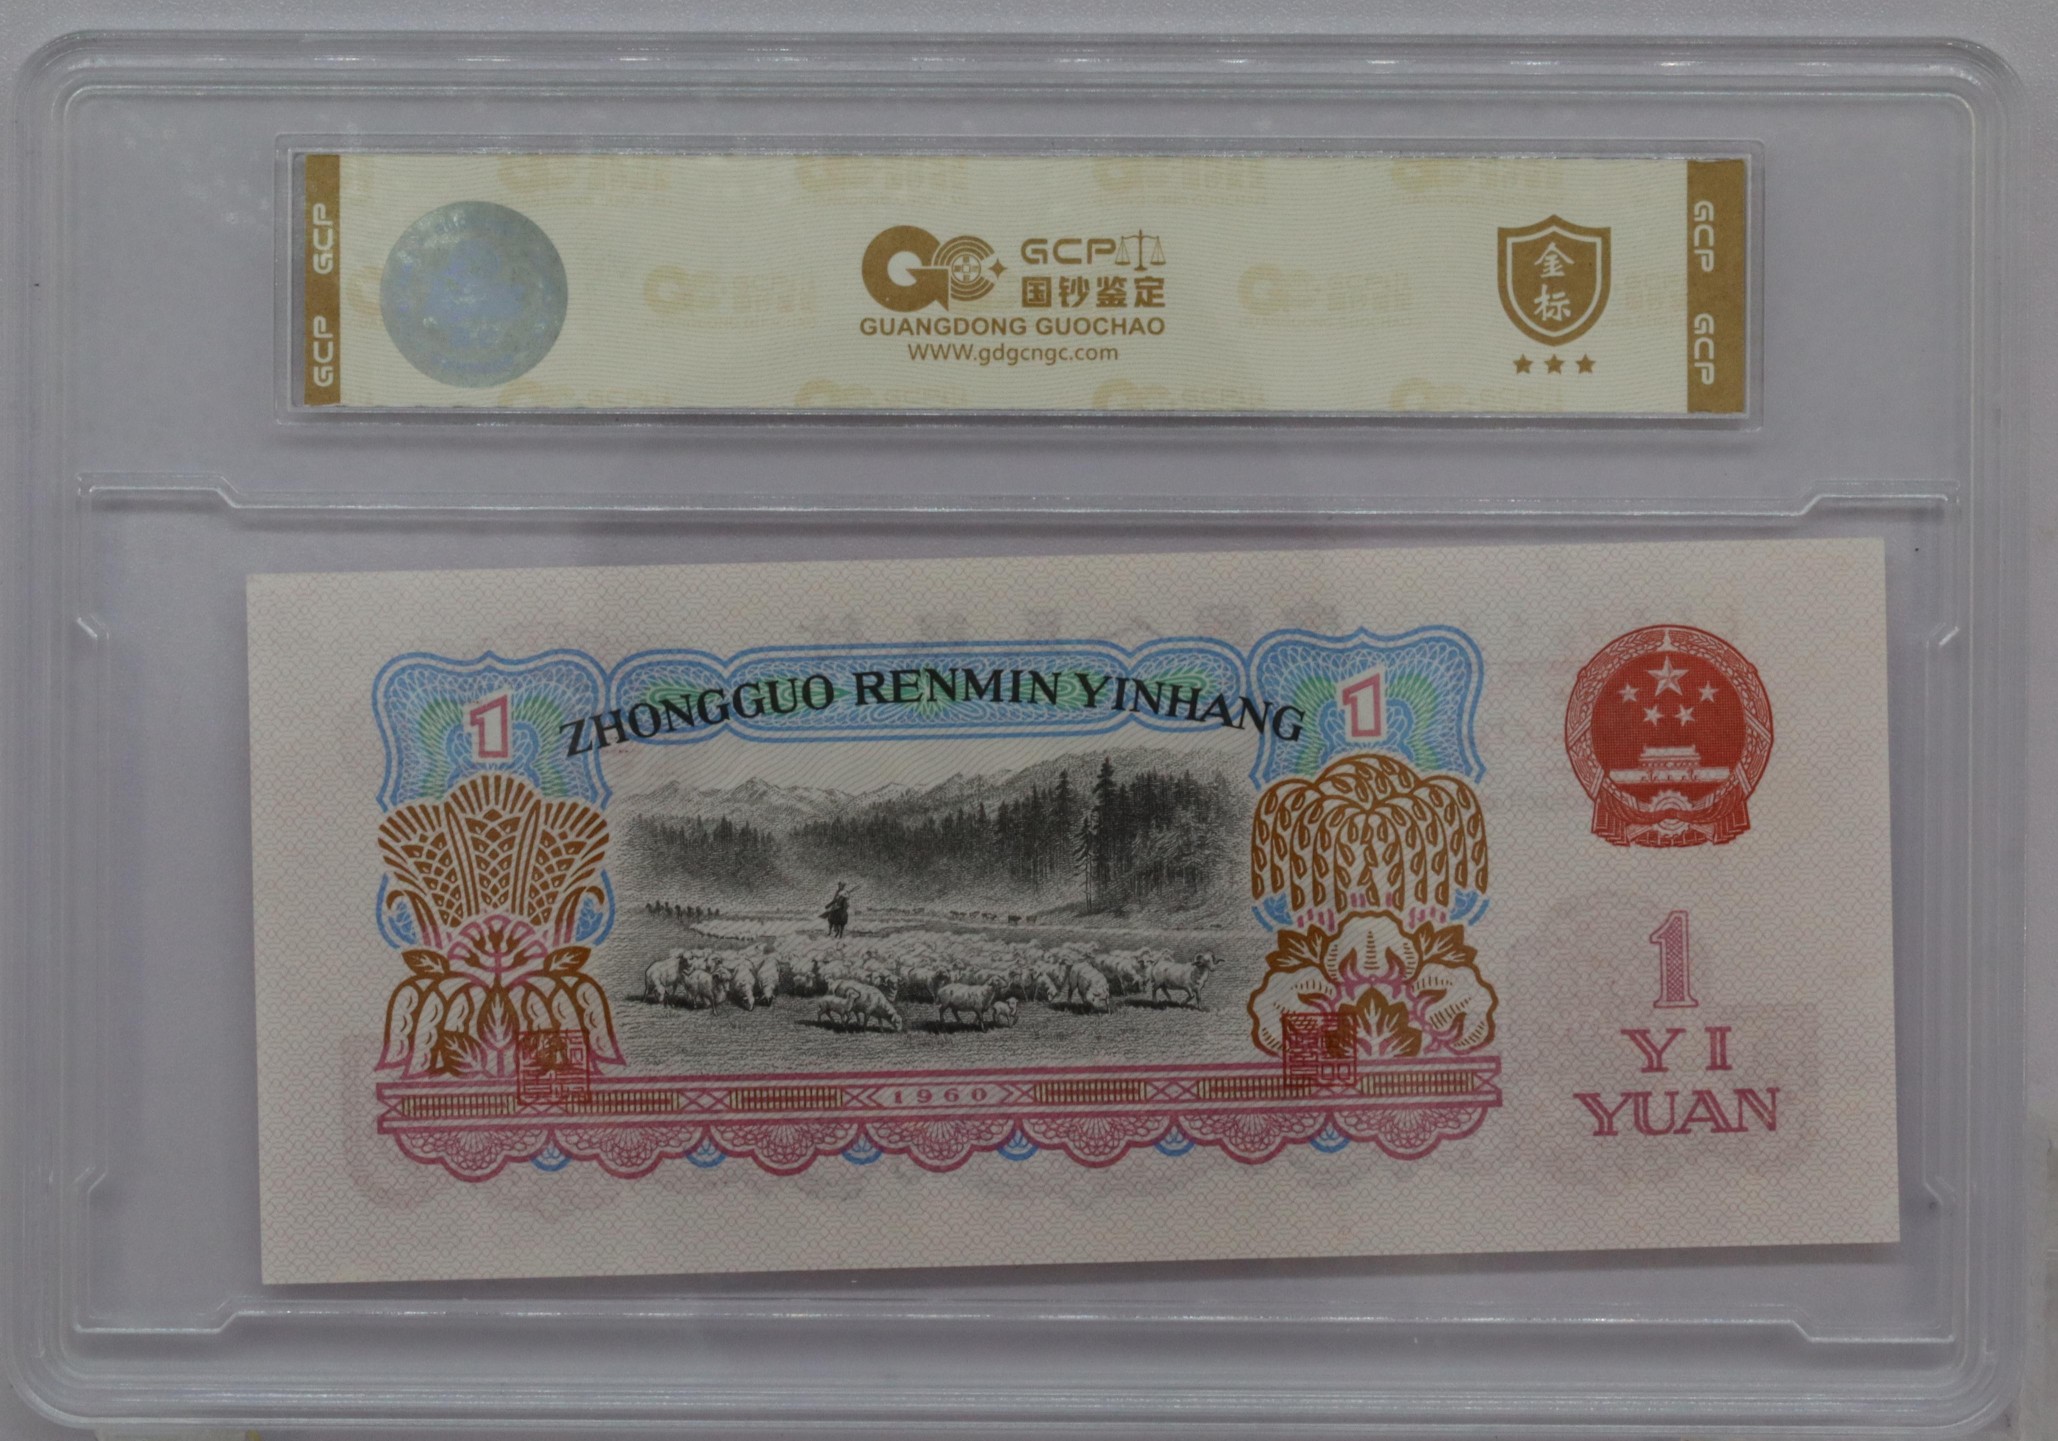 GCP
GCP
GCP
国钞鉴定
GUANGDONG GUOCHAO
WWW.gdgcngc.com
金
标
GCP
GCP
1
ZHONGGUO RENMIN YINHANG
1
1960
1
YI
YUAN